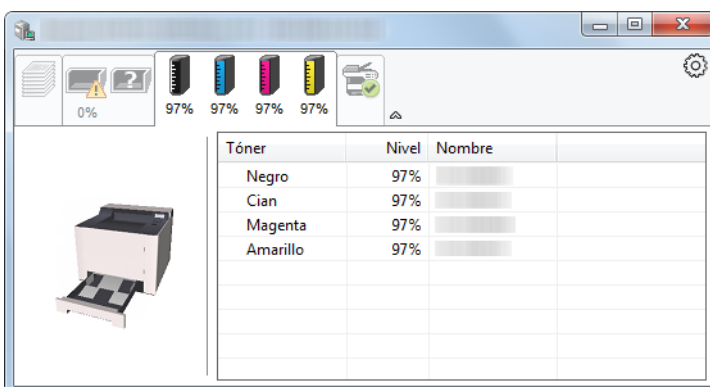 0% 97% 97% 97% 97%
Tóner Nivel Nombre
Negro 97%
Cian 97%
Magenta 97%
Amarillo 97%